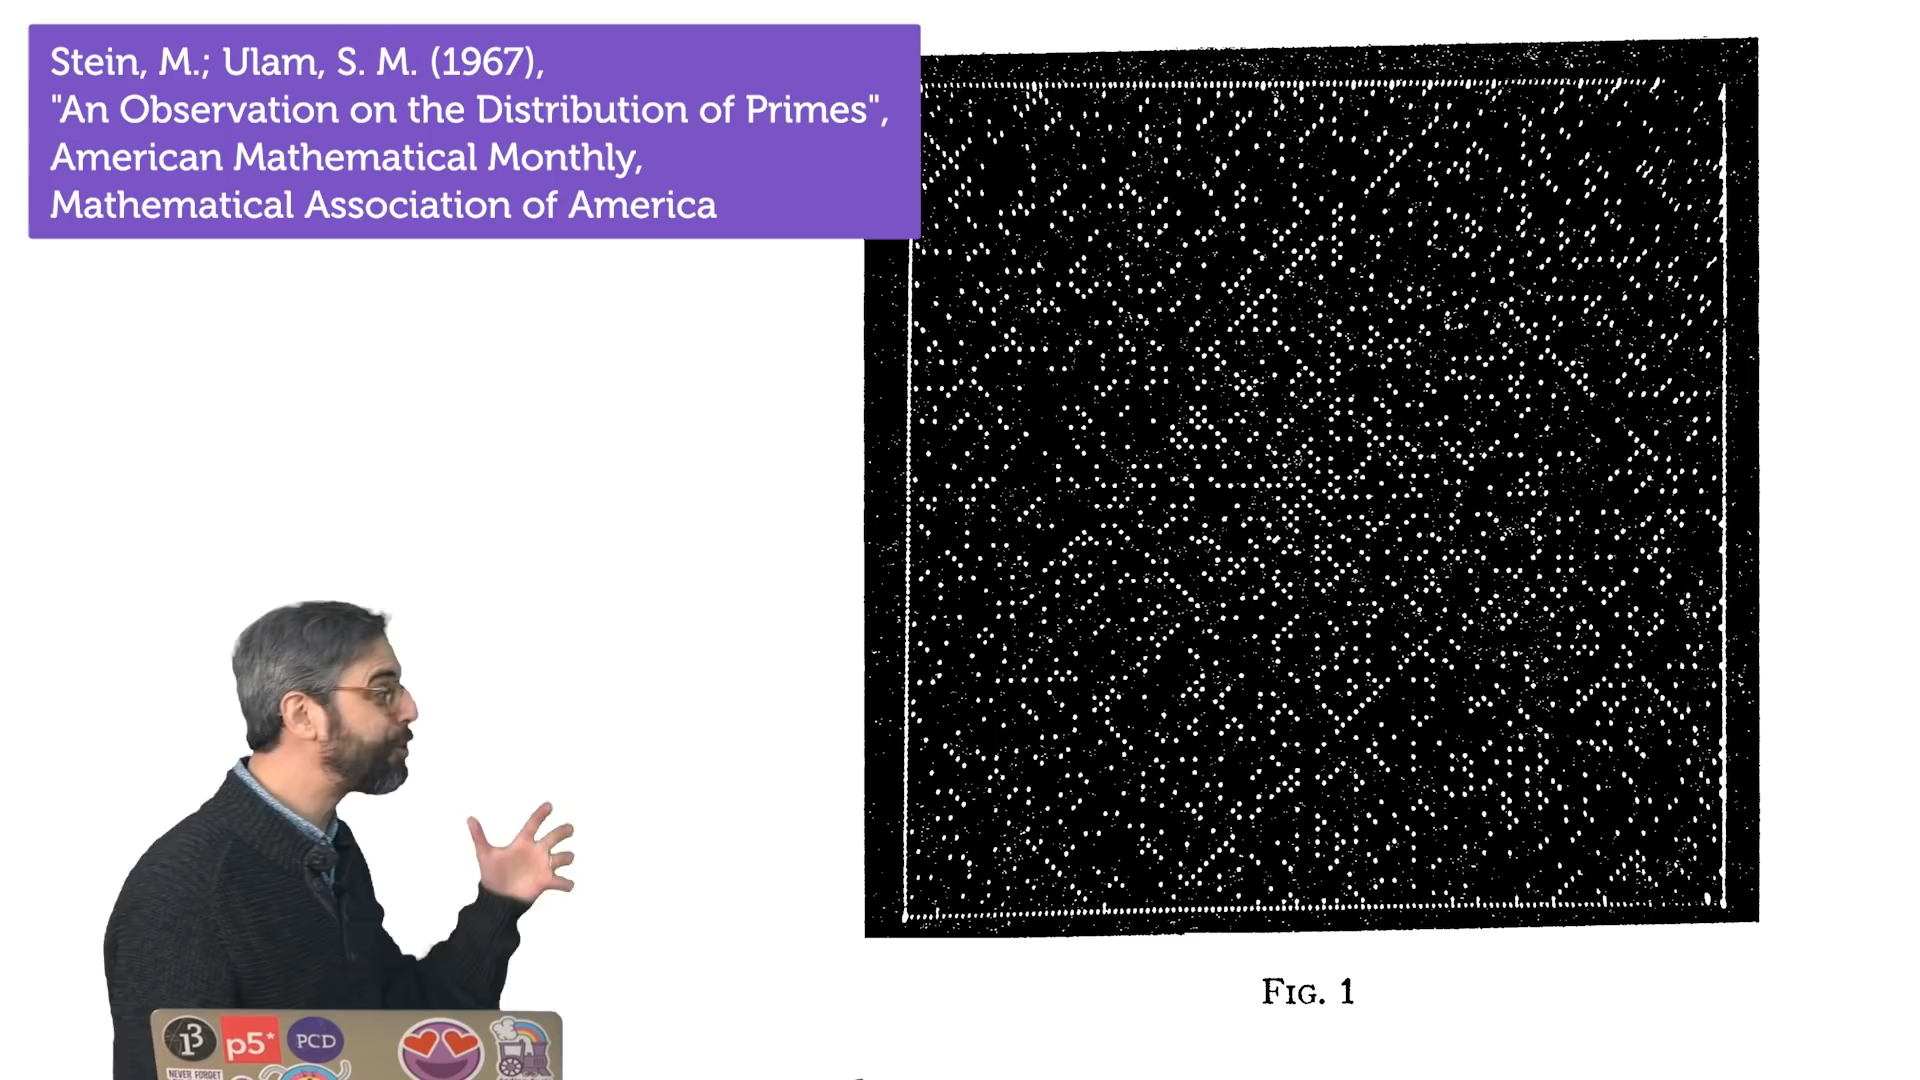 Stein, M.; Ulam, S. M. (1967),
"An Observation on the Distribution of Primes",
American Mathematical Monthly,
Mathematical Association of America
FIG. 1
p5*
PCD
NEVER FORGET